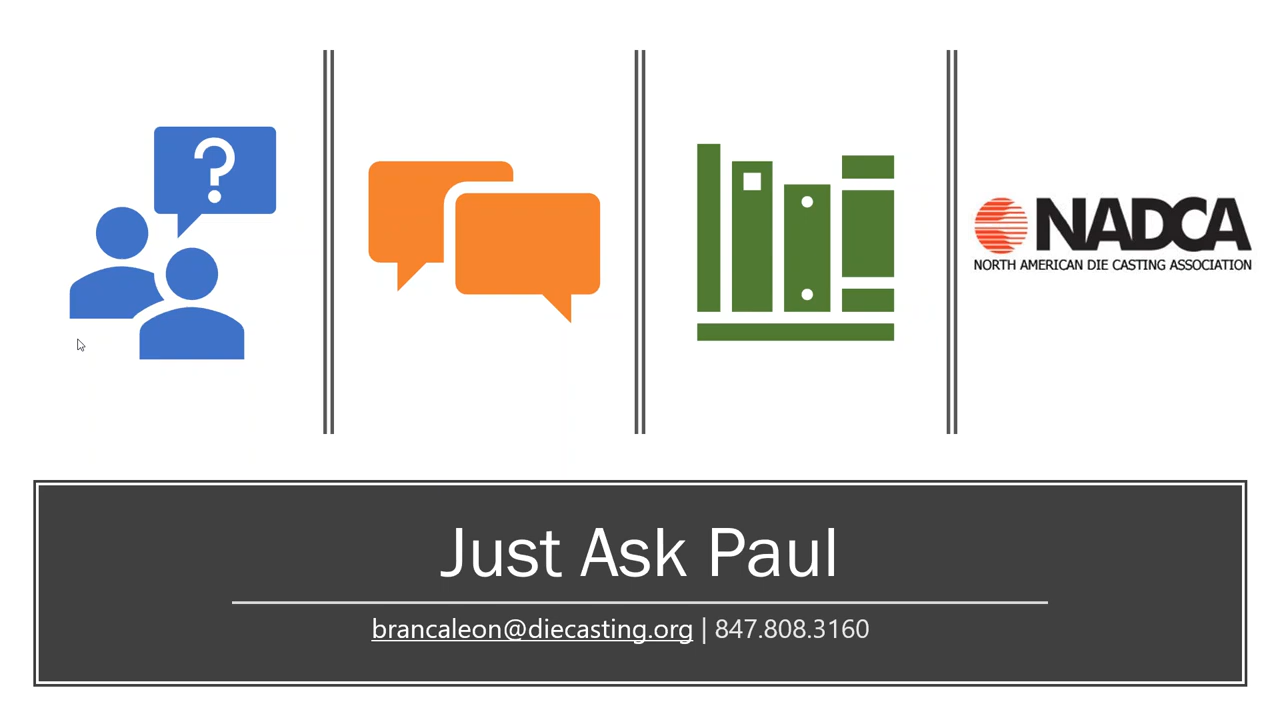 ?
NADCA
NORTH AMERICAN DIE CASTING ASSOCIATION
Just Ask Paul
brancaleon@diecasting.org | 847.808.3160